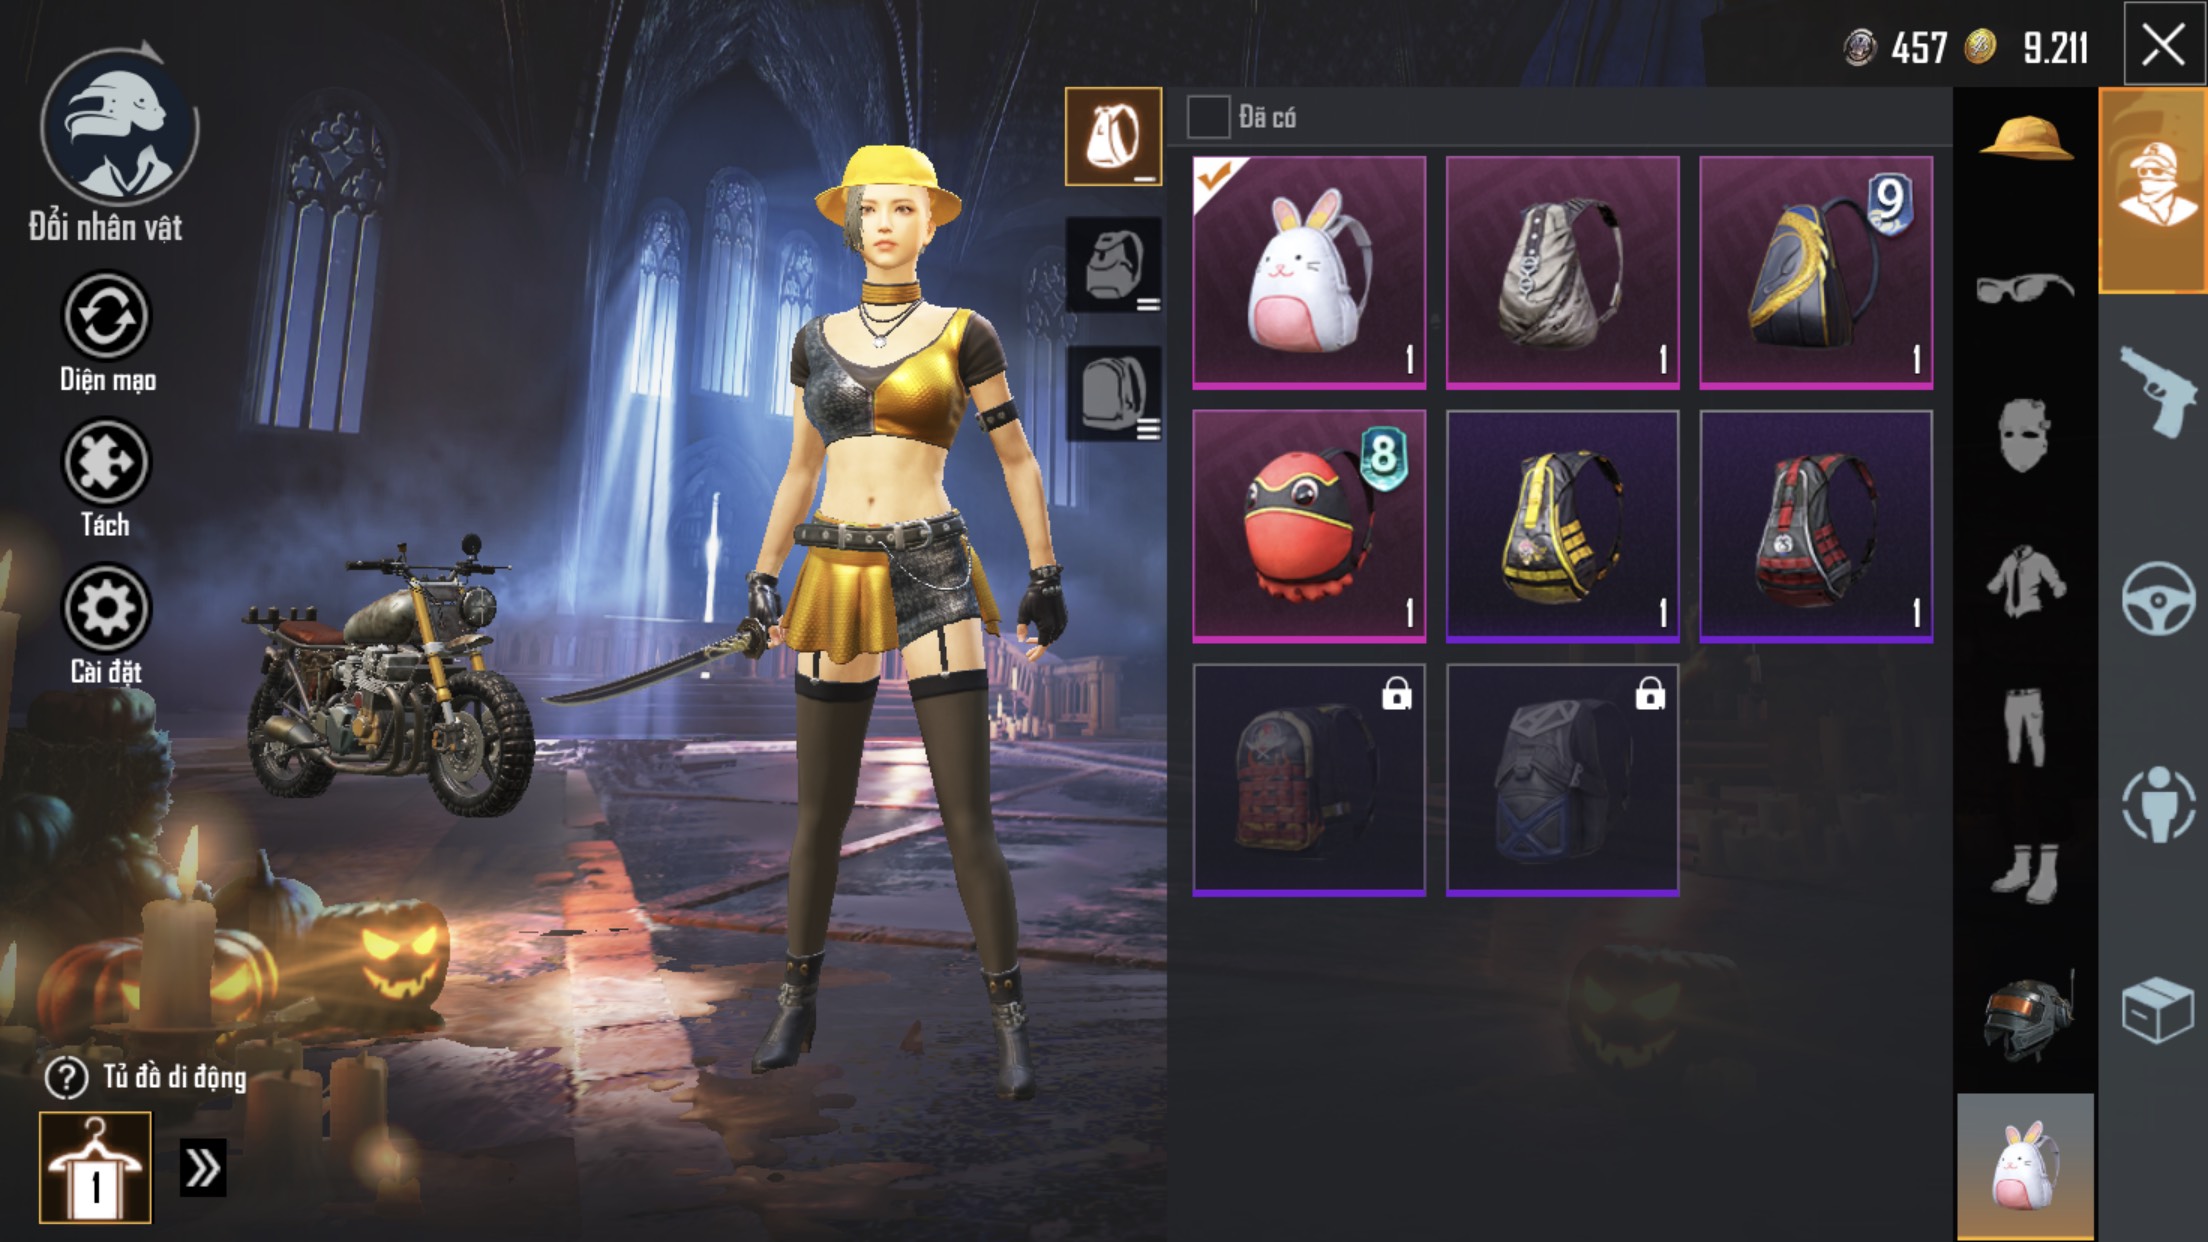 457
9.211
Đổi nhân vật
Diện mạo
Tách
Cài đặt
Tủ đồ di động
1
Đã có
1
1
9
1
8
1
1
1